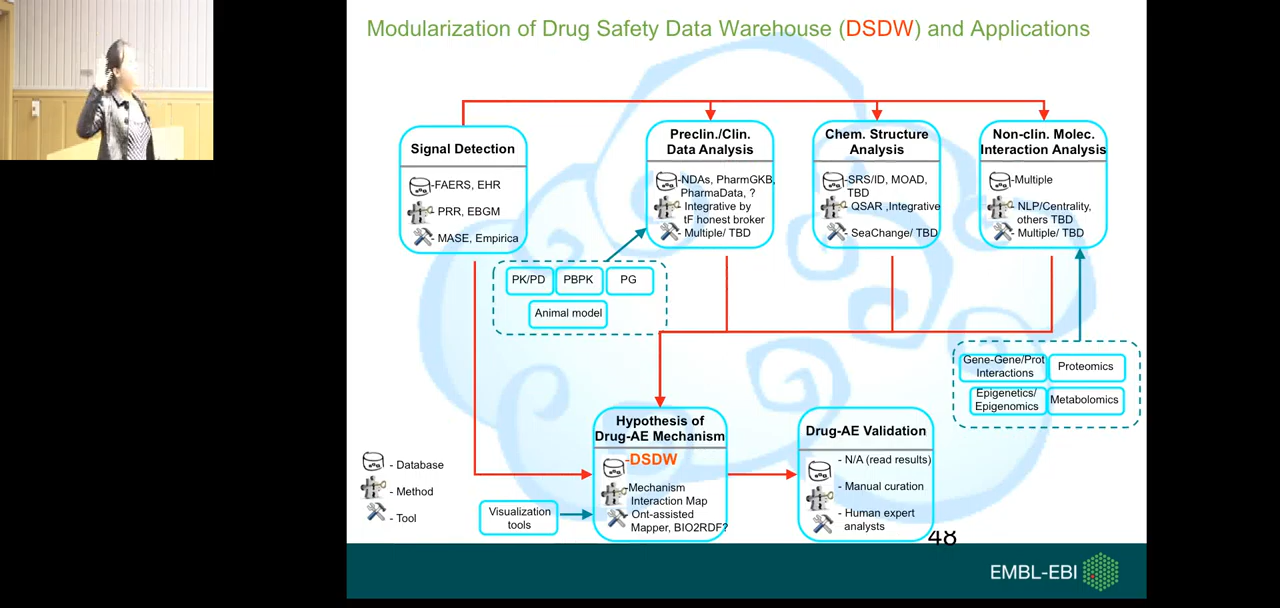 Modularization of Drug Safety Data Warehouse (DSDW) and Applications
Signal Detection
-FAERS, EHR
- PRR, EBGM
- MASE, Empirica
Preclin./Clin.
Data Analysis
-NDAs, PharmGKB,
PharmaData, ?
- Integrative by
tF honest broker
- Multiple/ TBD
Chem. Structure
Analysis
-SRS/ID, MOAD,
TBD
- QSAR ,Integrative
- SeaChange/ TBD
Non-clin. Molec.
Interaction Analysis
-Multiple
- NLP/Centrality,
others TBD
- Multiple/ TBD
PK/PD
PBPK
PG
Animal model
Gene-Gene/Prot
Interactions
Proteomics
Epigenetics/
Epigenomics
Metabolomics
Hypothesis of
Drug-AE Mechanism
-DSDW
-Mechanism
Interaction Map
- Ont-assisted
Mapper, BIO2RDF?
Drug-AE Validation
- N/A (read results)
- Manual curation
- Human expert
analysts
- Database
- Method
- Tool
Visualization
tools
48
EMBL-EBI